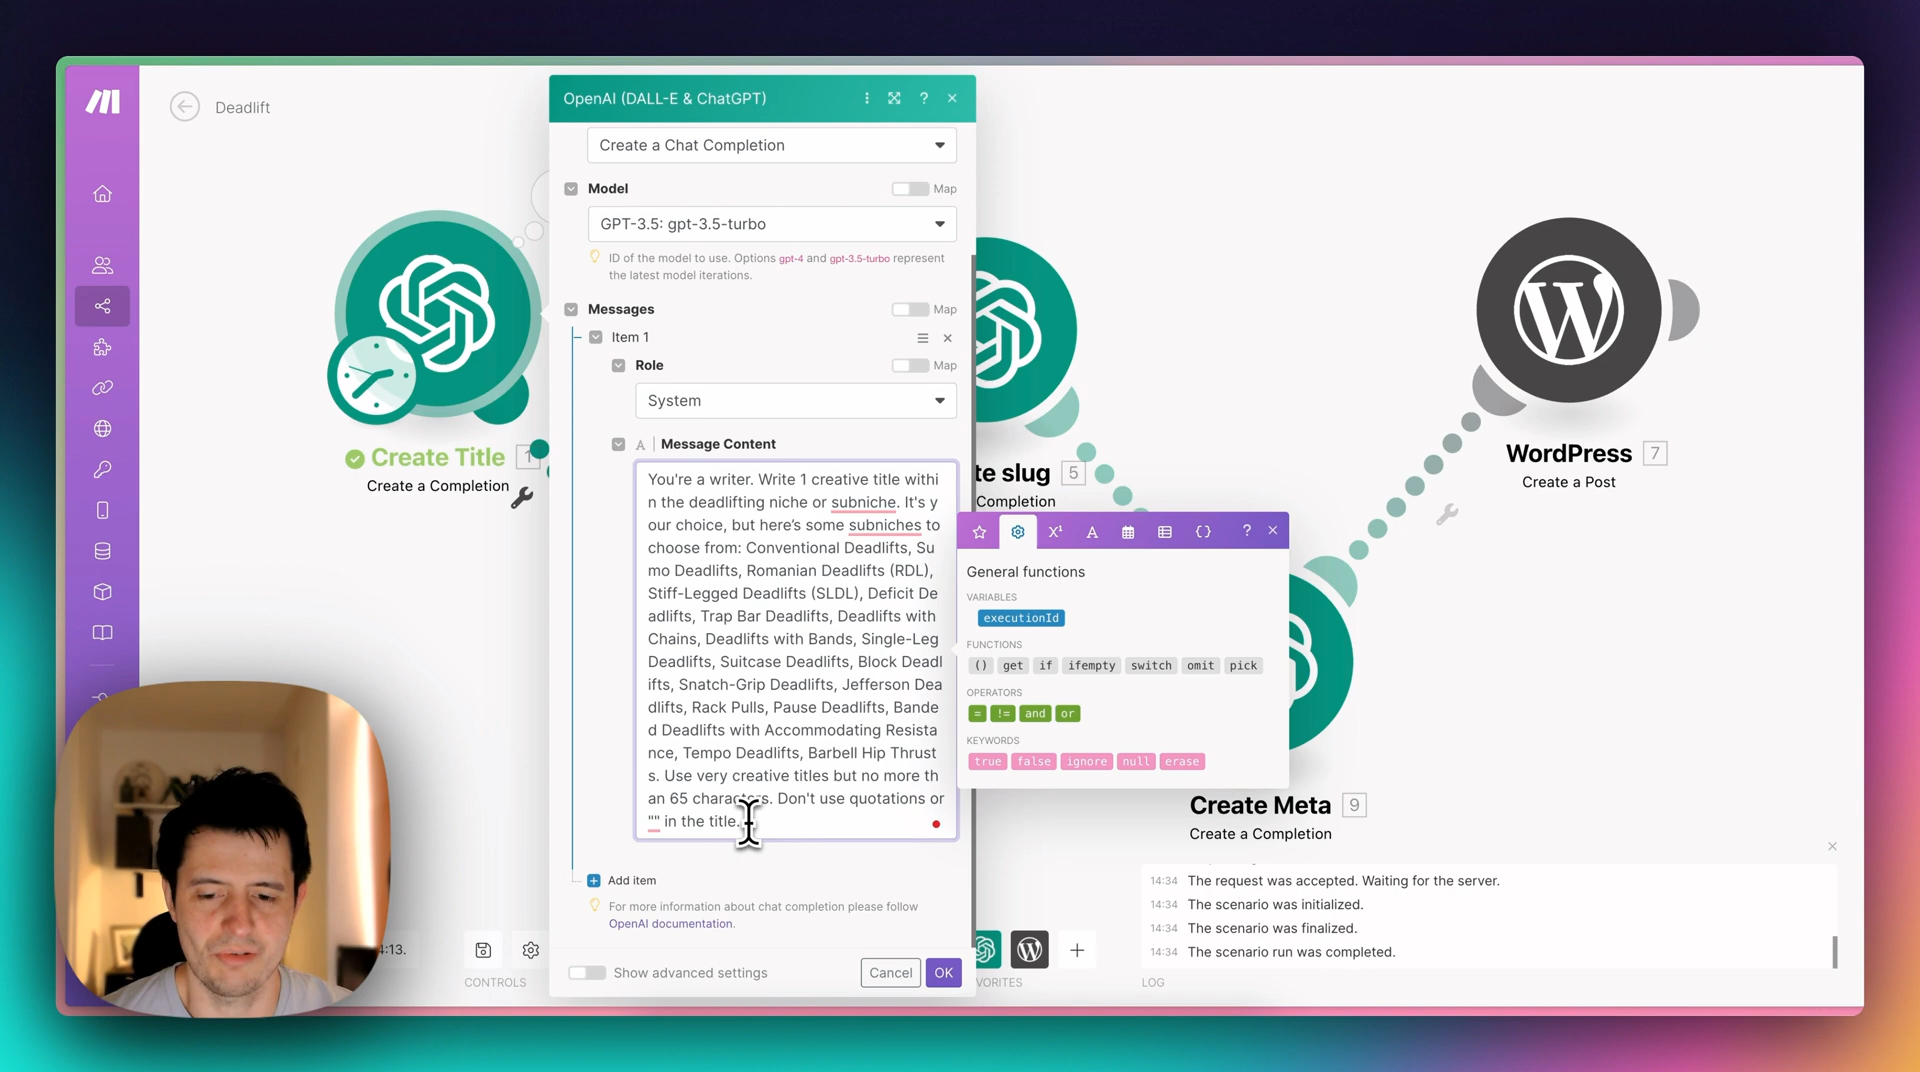 Deadlift
OpenAI (DALL-E & ChatGPT)
?
Create a Chat Completion
Model
Map
GPT-3.5: gpt-3.5-turbo
ID of the model to use. Options gpt-4 and gpt-3.5-turbo represent
the latest model iterations.
Messages
Map
Item 1
Role
Map
System
A | Message Content
You're a writer. Write 1 creative title withi
n the deadlifting niche or subniche. It's y
our choice, but here's some subniches to
choose from: Conventional Deadlifts, Su
mo Deadlifts, Romanian Deadlifts (RDL),
Stiff-Legged Deadlifts (SLDL), Deficit De
adlifts, Trap Bar Deadlifts, Deadlifts with
Chains, Deadlifts with Bands, Single-Leg
Deadlifts, Suitcase Deadlifts, Block Deadl
ifts, Snatch-Grip Deadlifts, Jefferson Dea
dlifts, Rack Pulls, Pause Deadlifts, Bande
d Deadlifts with Accommodating Resista
nce, Tempo Deadlifts, Barbell Hip Thrust
s. Use very creative titles but no more th
an 65 characters. Don't use quotations or
"" in the title.
Add item
For more information about chat completion please follow
OpenAI documentation.
Show advanced settings
Cancel
OK
Create Title 1
Create a Completion
te slug 5
Completion
WordPress 7
Create a Post
X¹ A {} ?
General functions
VARIABLES
executionId
FUNCTIONS
() get if ifempty switch omit pick
OPERATORS
= != and or
KEYWORDS
true false ignore null erase
Create Meta 9
Create a Completion
14:34 The request was accepted. Waiting for the server.
14:34 The scenario was initialized.
14:34 The scenario was finalized.
14:34 The scenario run was completed.
4:13.
CONTROLS
VORITES
LOG